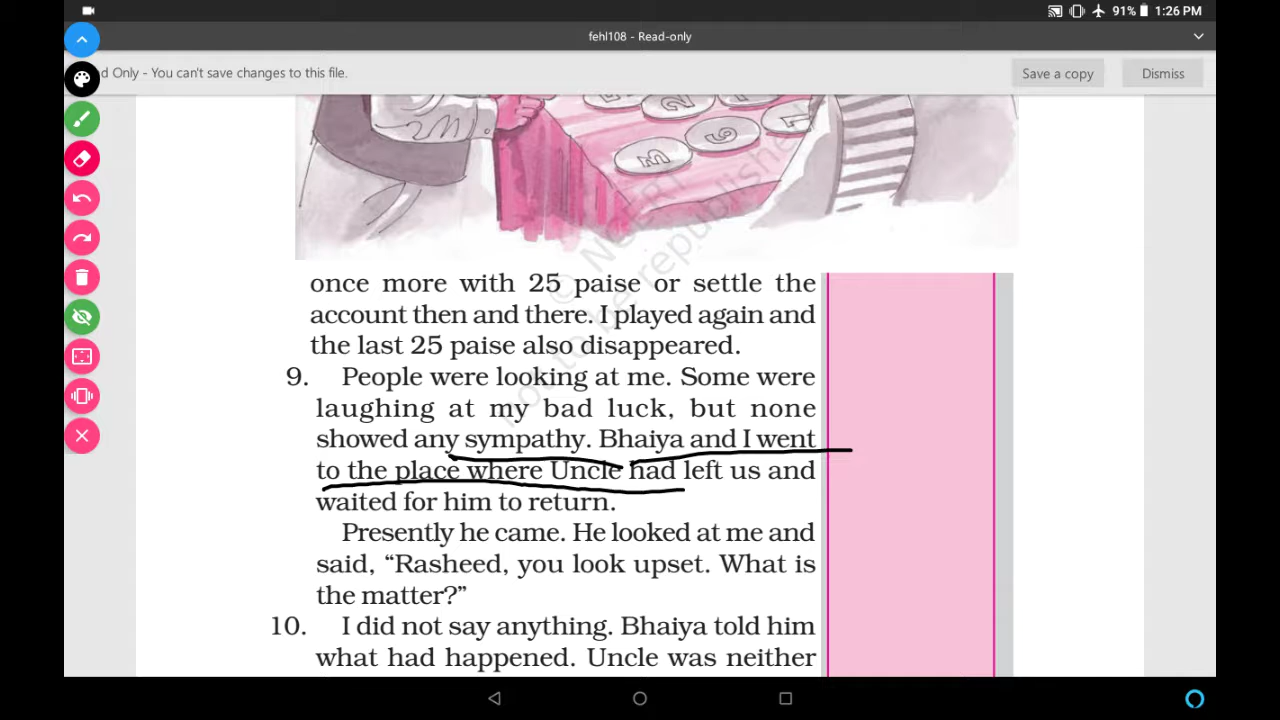 91% 1:26 PM
fehl108 - Read-only
d Only - You can't save changes to this file.
Save a copy
Dismiss
© NCERT
not to be republished
once more with 25 paise or settle the
account then and there. I played again and
the last 25 paise also disappeared.
9. People were looking at me. Some were
laughing at my bad luck, but none
showed any sympathy. Bhaiya and I went
to the place where Uncle had left us and
waited for him to return.
Presently he came. He looked at me and
said, “Rasheed, you look upset. What is
the matter?”
10. I did not say anything. Bhaiya told him
what had happened. Uncle was neither